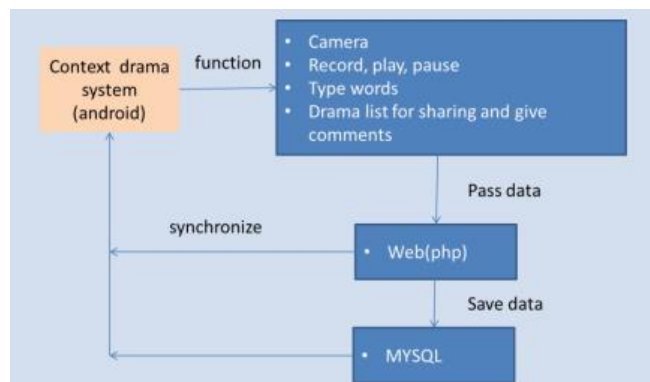 Context drama
system
(android)
function
• Camera
• Record, play, pause
• Type words
• Drama list for sharing and give
comments
Pass data
synchronize
• Web(php)
Save data
• MYSQL